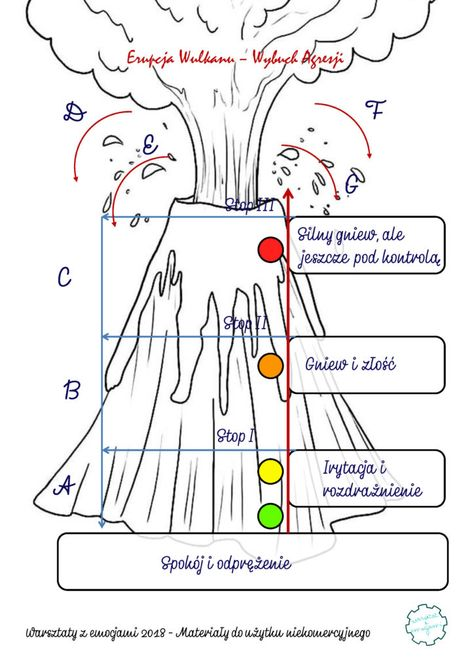 Erupcja Wulkanu – Wybuch Agresji
D
F
E
G
Stop III
Silny gniew, ale
jeszcze pod kontrolą
C
Stop II
Gniew i złość
B
Stop I
Irytacja i
rozdrażnienie
A
Spokój i odprężenie
Warsztaty z emocjami 2018 - Materiały do użytku niekomercyjnego